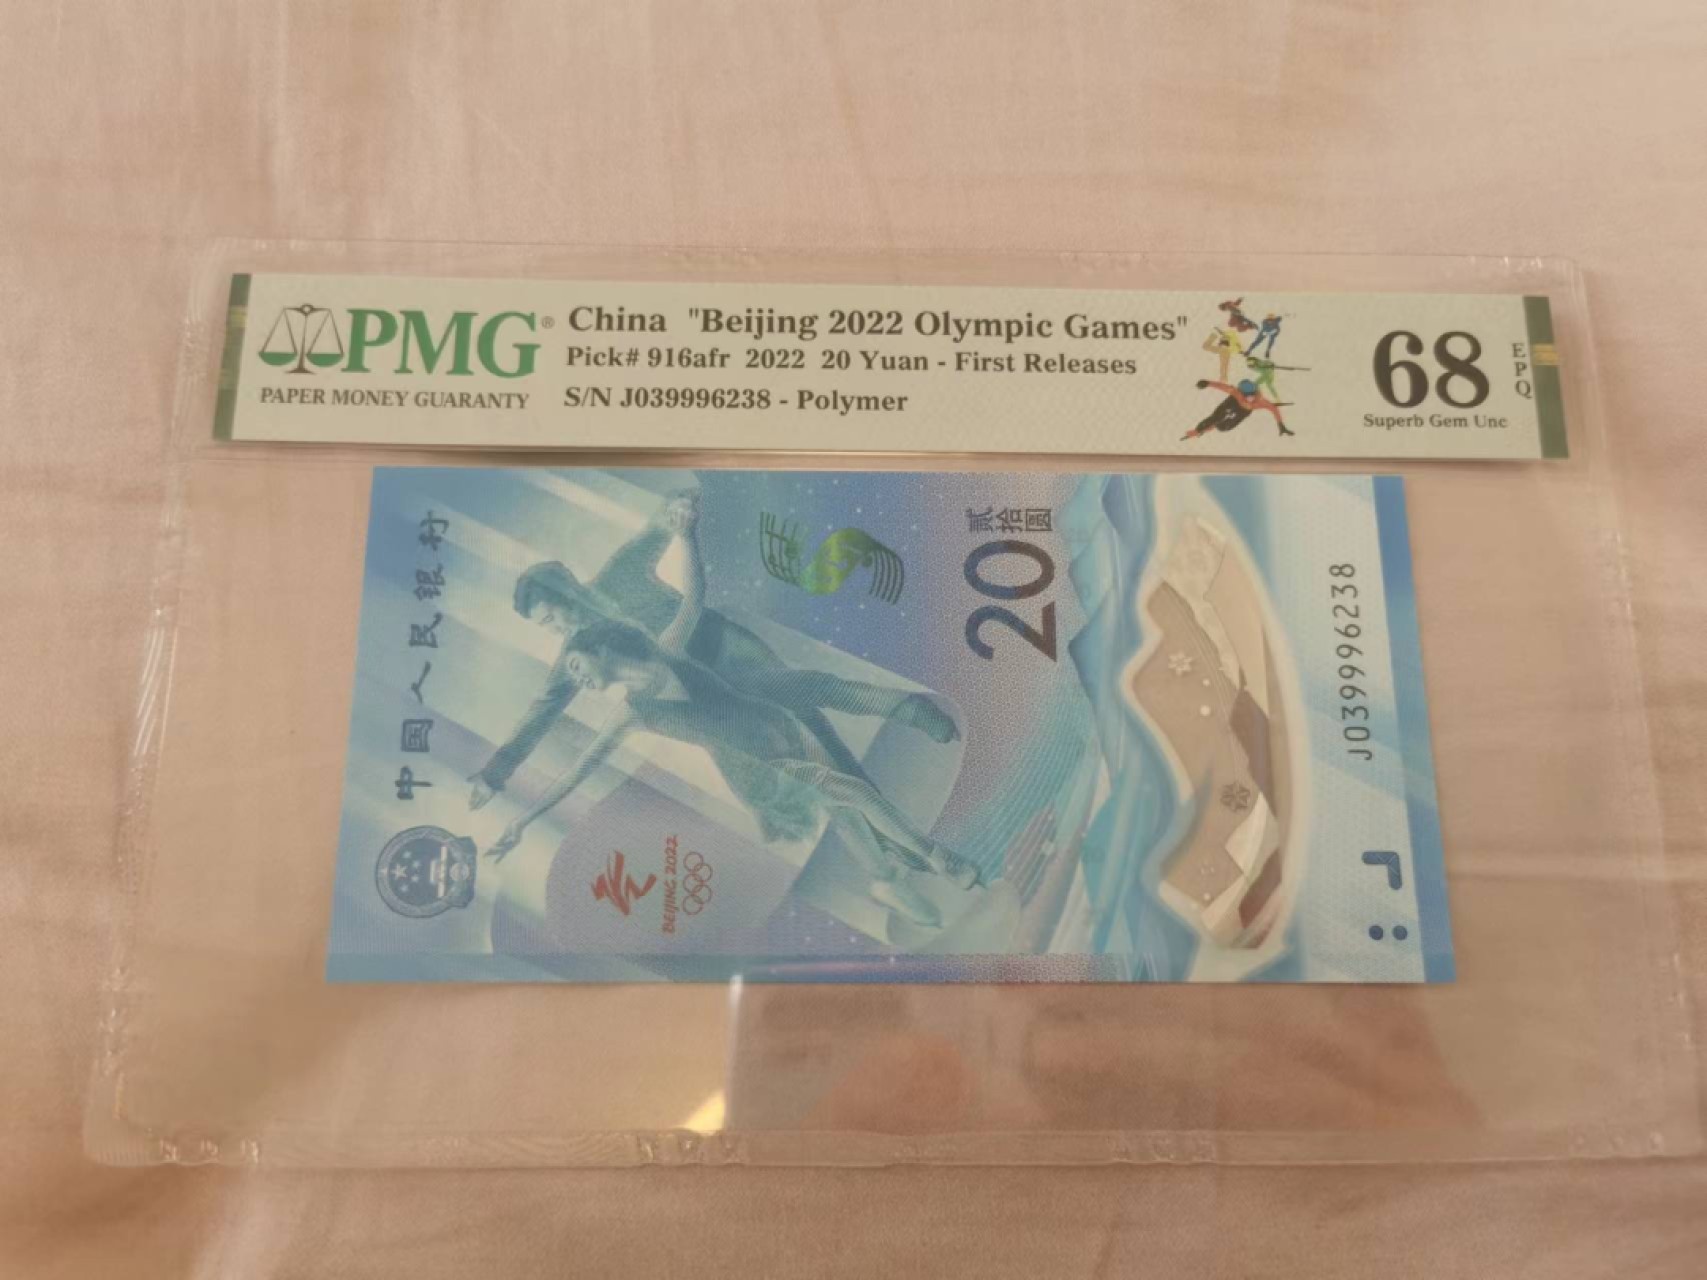 PMG®
PAPER MONEY GUARANTY
China "Beijing 2022 Olympic Games"
Pick# 916afr 2022 20 Yuan - First Releases
S/N J039996238 - Polymer
68
EPQ
Superb Gem Unc
中国人民银行
贰拾圆
20
BEIJING 2022
J039996238